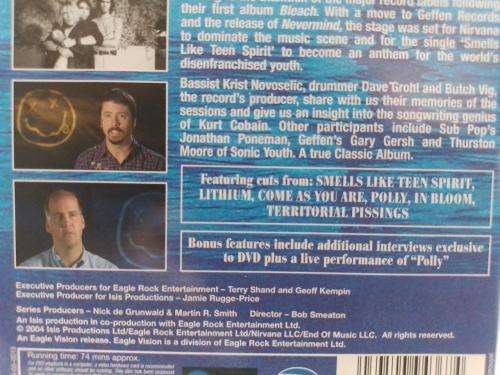 attention of the major record labels following
their first album Bleach. With a move to Geffen Records
and the release of Nevermind, the stage was set for Nirvana
to dominate the music scene and for the single ‘Smells
Like Teen Spirit’ to become an anthem for the world’s
disenfranchised youth.
Bassist Krist Novoselic, drummer Dave Grohl and Butch Vig,
the record’s producer, share with us their memories of the
sessions and give us an insight into the songwriting genius
of Kurt Cobain. Other participants include Sub Pop’s
Jonathan Poneman, Geffen’s Gary Gersh and Thurston
Moore of Sonic Youth. A true Classic Album.
Featuring cuts from: SMELLS LIKE TEEN SPIRIT,
LITHIUM, COME AS YOU ARE, POLLY, IN BLOOM,
TERRITORIAL PISSINGS
Bonus features include additional interviews exclusive
to DVD plus a live performance of “Polly”
Executive Producers for Eagle Rock Entertainment – Terry Shand and Geoff Kempin
Executive Producer for Isis Productions – Jamie Rugge-Price
Series Producers – Nick de Grunwald & Martin R. Smith Director – Bob Smeaton
An Isis production in co-production with Eagle Rock Entertainment Ltd.
© 2004 Isis Productions Ltd/Eagle Rock Entertainment Ltd/Nirvana LLC/End Of Music LLC. All rights reserved.
An Eagle Vision release. Eagle Vision is a division of Eagle Rock Entertainment Ltd.
Running time: 74 mins approx.